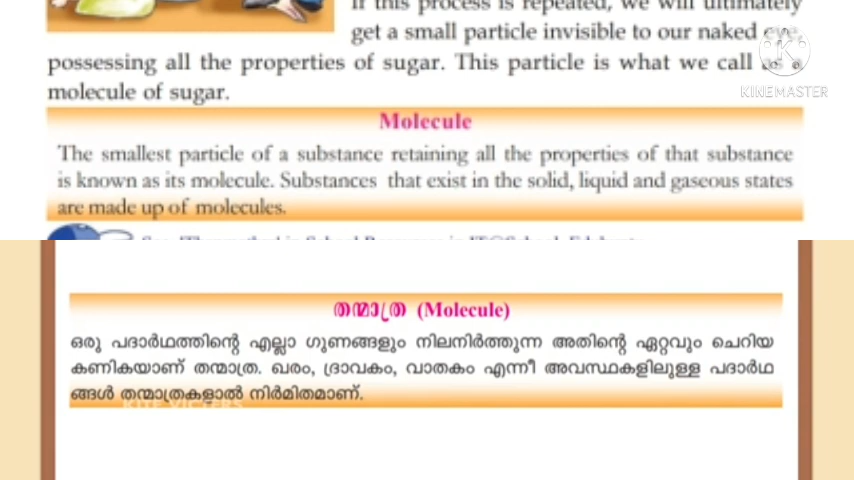 If this process is repeated, we will ultimately
get a small particle invisible to our naked eye,
possessing all the properties of sugar. This particle is what we call as a
molecule of sugar.
KINEMASTER
Molecule
The smallest particle of a substance retaining all the properties of that substance
is known as its molecule. Substances that exist in the solid, liquid and gaseous states
are made up of molecules.
തന്മാത്ര (Molecule)
ഒരു പദാർഥത്തിന്റെ എല്ലാ ഗുണങ്ങളും നിലനിർത്തുന്ന അതിന്റെ ഏറ്റവും ചെറിയ
കണികയാണ് തന്മാത്ര. ഖരം, ദ്രാവകം, വാതകം എന്നീ അവസ്ഥകളിലുള്ള പദാർഥ
ങ്ങൾ തന്മാത്രകളാൽ നിർമിതമാണ്.
KITE VICTERS